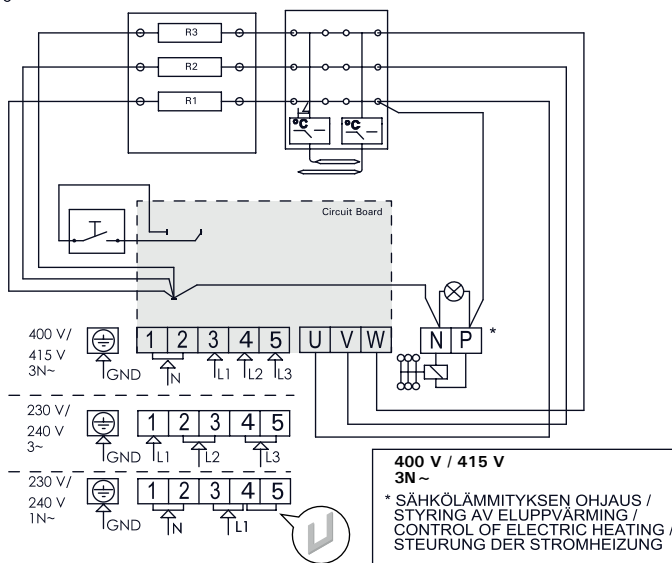 R3
R2
R1
°C
°C
Circuit Board
400 V/
415 V
3N~
GND
1 2 3 4 5
N
L1
L2
L3
U V W
N P
*
230 V/
240 V
3~
GND
1 2 3 4 5
L1
L2
L3
230 V/
240 V
1N~
GND
1 2 3 4 5
N
L1
400 V / 415 V
3N~
* SÄHKÖLÄMMITYKSEN OHJAUS /
STYRING AV ELUPPVÄRMING /
CONTROL OF ELECTRIC HEATING /
STEURUNG DER STROMHEIZUNG